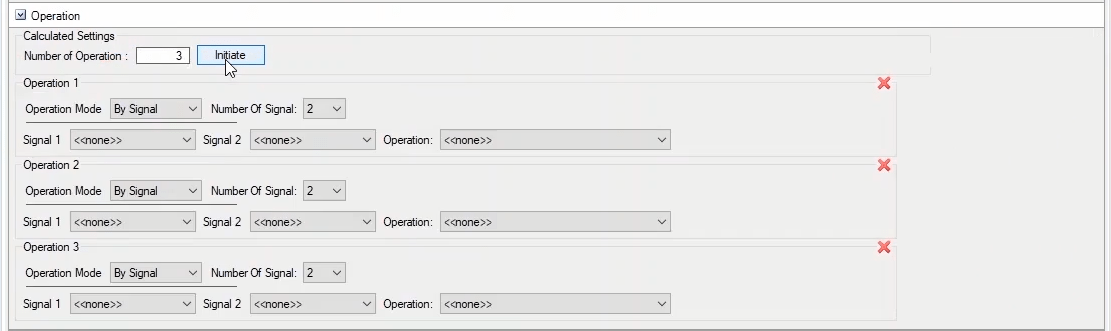 Operation
Calculated Settings
Number of Operation : 3 Initiate
Operation 1
Operation Mode By Signal Number Of Signal: 2
Signal 1 <<none>> Signal 2 <<none>> Operation: <<none>>
Operation 2
Operation Mode By Signal Number Of Signal: 2
Signal 1 <<none>> Signal 2 <<none>> Operation: <<none>>
Operation 3
Operation Mode By Signal Number Of Signal: 2
Signal 1 <<none>> Signal 2 <<none>> Operation: <<none>>